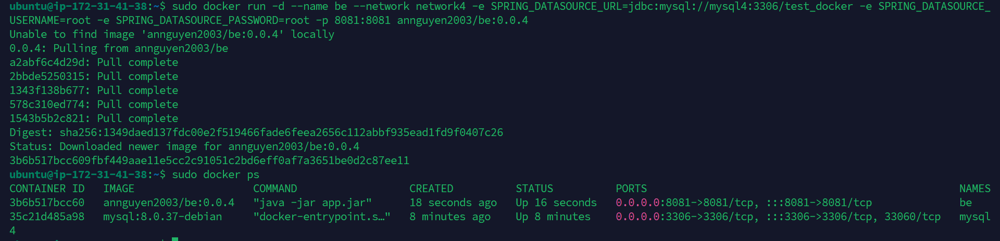 ubuntu@ip-172-31-41-38:~$ sudo docker run -d --name be --network network4 -e SPRING_DATASOURCE_URL=jdbc:mysql://mysql4:3306/test_docker -e SPRING_DATASOURCE_
USERNAME=root -e SPRING_DATASOURCE_PASSWORD=root -p 8081:8081 annguyen2003/be:0.0.4
Unable to find image 'annguyen2003/be:0.0.4' locally
0.0.4: Pulling from annguyen2003/be
a2abf6c4d29d: Pull complete
2bbde5250315: Pull complete
1343f138b677: Pull complete
578c310ed774: Pull complete
1543b5b2c821: Pull complete
Digest: sha256:1349daed137fdc00e2f519466fade6feea2656c112abbf935ead1fd9f0407c26
Status: Downloaded newer image for annguyen2003/be:0.0.4
3b6b517bcc609fbf449aae11e5cc2c91051c2bd6eff0af7a3651be0d2c87ee11
ubuntu@ip-172-31-41-38:~$ sudo docker ps
CONTAINER ID   IMAGE                   COMMAND                  CREATED          STATUS          PORTS                                                  NAMES
3b6b517bcc60   annguyen2003/be:0.0.4   "java -jar app.jar"      18 seconds ago   Up 16 seconds   0.0.0.0:8081->8081/tcp, :::8081->8081/tcp              be
35c21d485a98   mysql:8.0.37-debian     "docker-entrypoint.s…"   8 minutes ago    Up 8 minutes    0.0.0.0:3306->3306/tcp, :::3306->3306/tcp, 33060/tcp   mysql
4